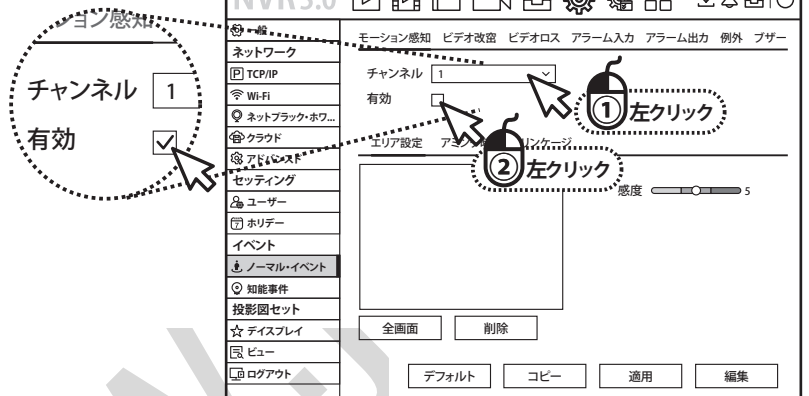 NVR5.0
一般
ネットワーク
TCP/IP
Wi-Fi
ネットブラック・ホワ...
クラウド
アドバンスト
セッティング
ユーザー
ホリデー
イベント
ノーマル・イベント
知能事件
投影図セット
デイスプレイ
ビュー
ログアウト
モーション感知 ビデオ改竄 ビデオロス アラーム入力 アラーム出力 例外 ブザー
チャンネル 1
有効
①左クリック
②左クリック
エリア設定
リンケージ
感度 5
全画面 削除
デフォルト コピー 適用 編集
ション感知
チャンネル 1
有効